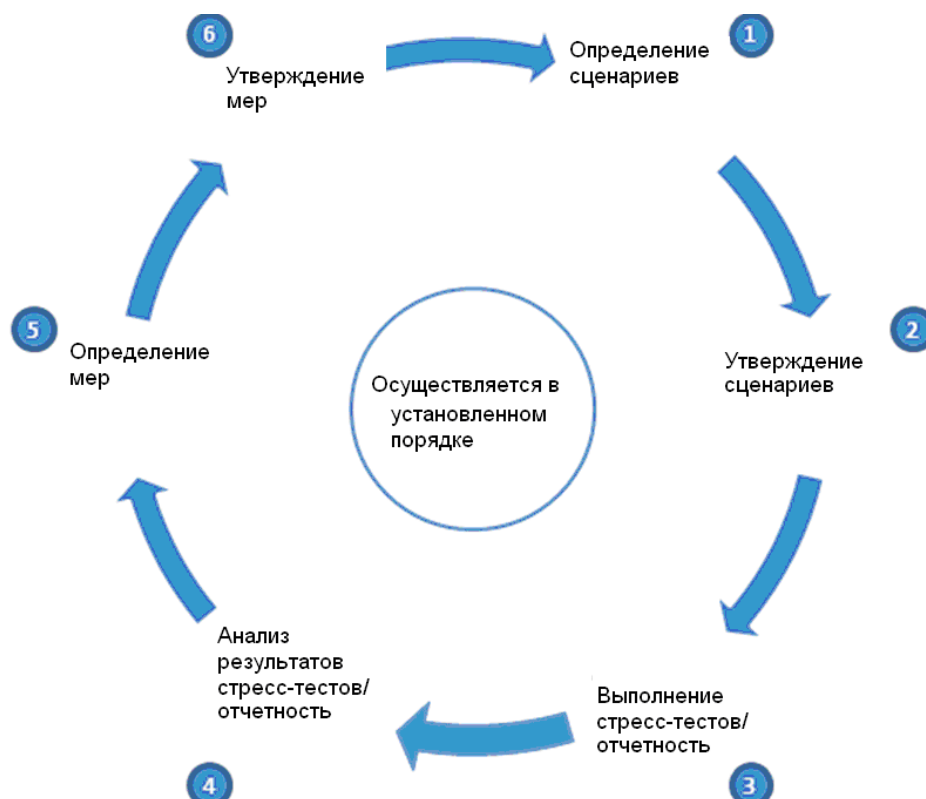 6
Утверждение
мер
1
Определение
сценариев
2
Утверждение
сценариев
3
Выполнение
стресс-тестов/
отчетность
4
Анализ
результатов
стресс-тестов/
отчетность
5
Определение
мер
Осуществляется в
установленном
порядке